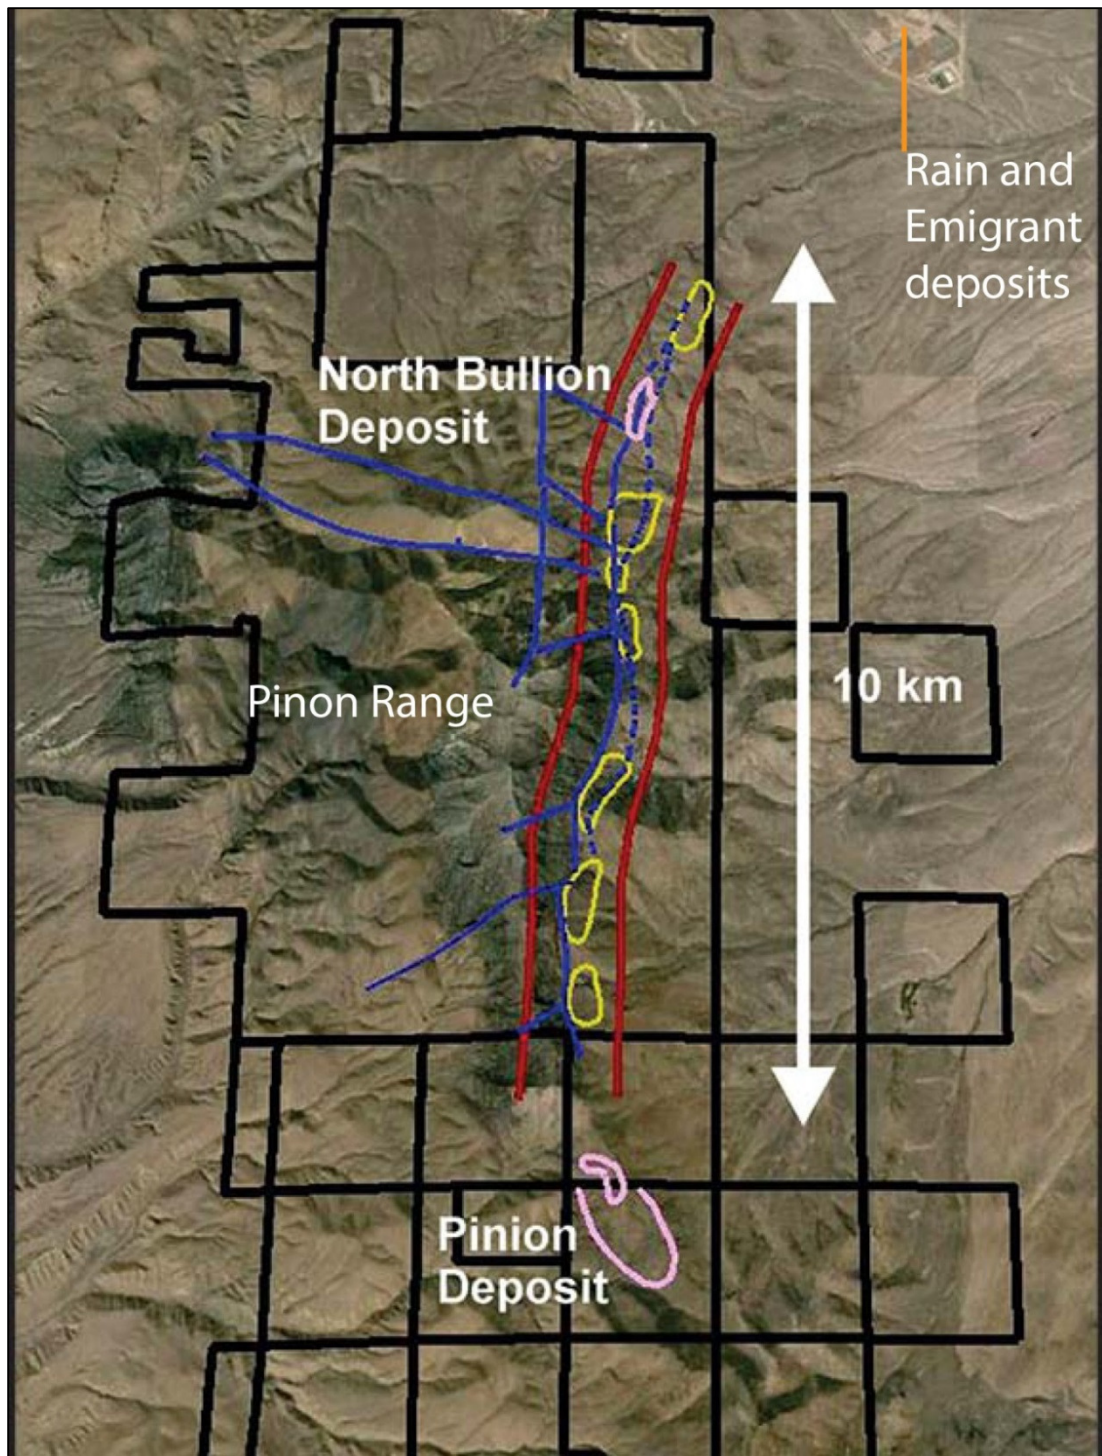 Rain and
Emigrant
deposits
North Bullion
Deposit
Pinon Range
10 km
Pinion
Deposit